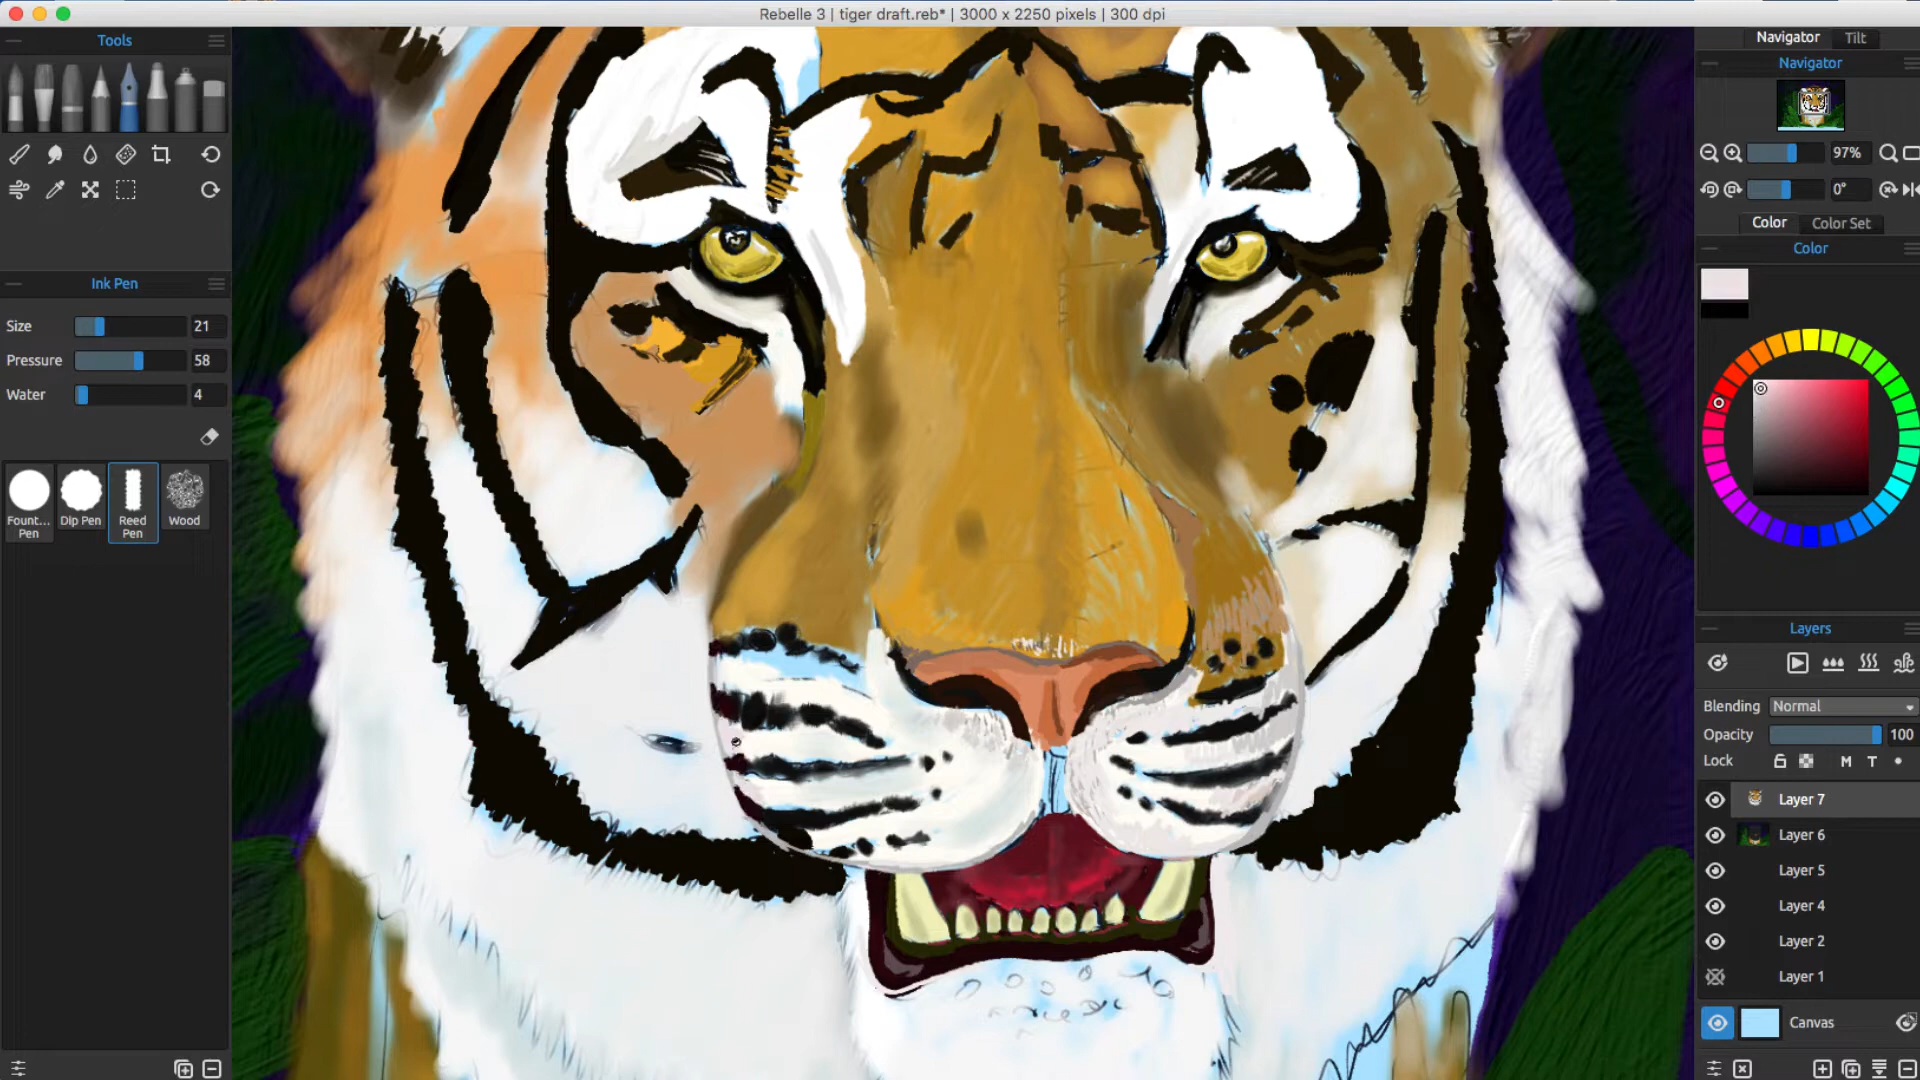 Rebelle 3 | tiger draft.reb* | 3000 x 2250 pixels | 300 dpi
Tools
Ink Pen
Size 21
Pressure 58
Water 4
Fount... Pen
Dip Pen
Reed Pen
Wood
Navigator Tilt
Navigator
97%
0°
Color Color Set
Color
Layers
Blending Normal
Opacity 100
Lock M T
Layer 7
Layer 6
Layer 5
Layer 4
Layer 2
Layer 1
Canvas